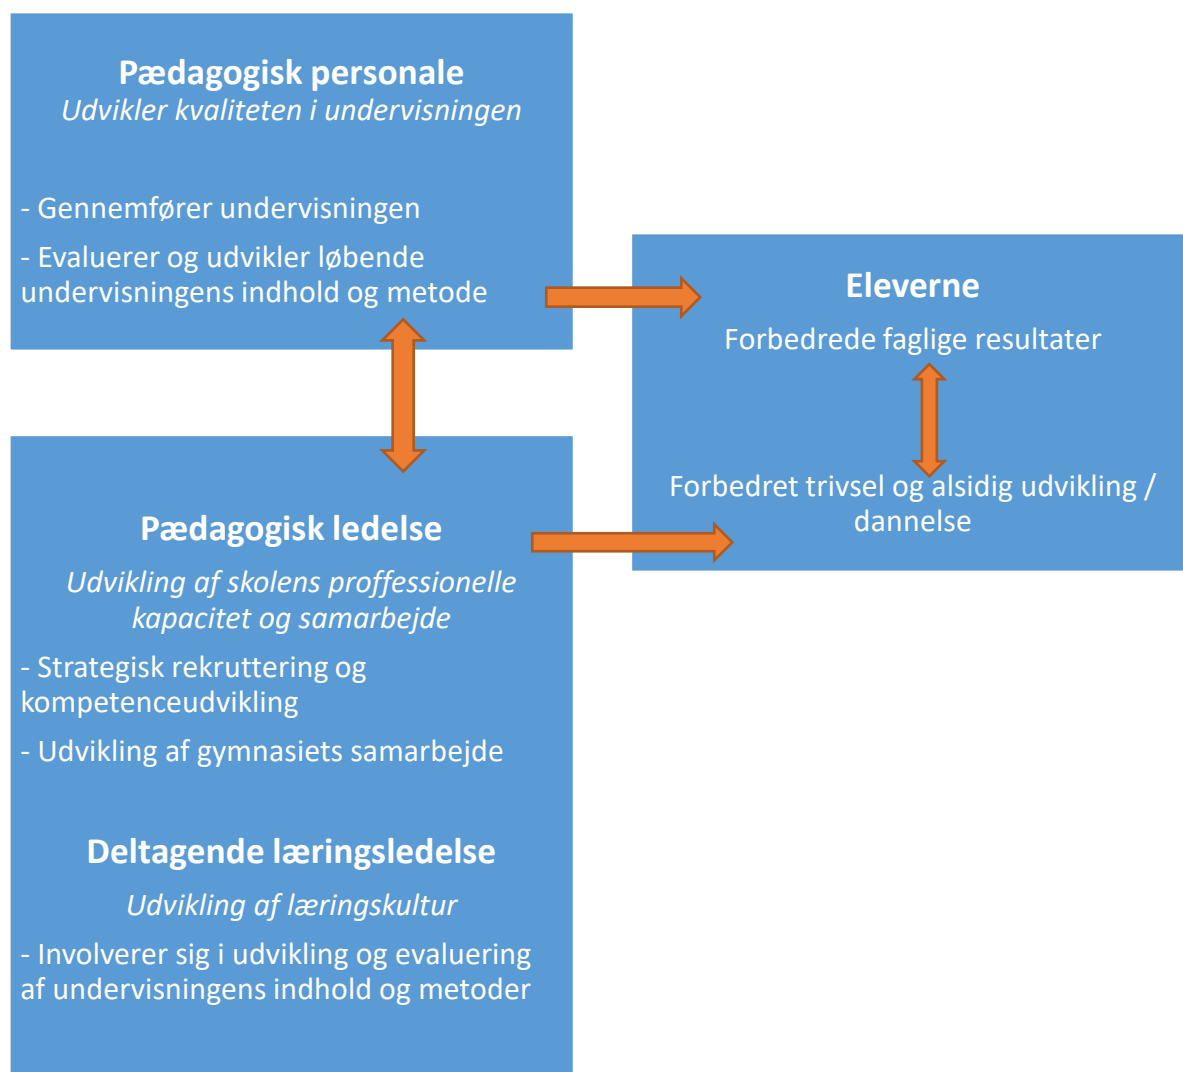 Pædagogisk personale
Udvikler kvaliteten i undervisningen
- Gennemfører undervisningen
- Evaluerer og udvikler løbende
undervisningens indhold og metode
Eleverne
Forbedrede faglige resultater
Forbedret trivsel og alsidig udvikling /
dannelse
Pædagogisk ledelse
Udvikling af skolens proffessionelle
kapacitet og samarbejde
- Strategisk rekruttering og
kompetenceudvikling
- Udvikling af gymnasiets samarbejde
Deltagende læringsledelse
Udvikling af læringskultur
- Involverer sig i udvikling og evaluering
af undervisningens indhold og metoder